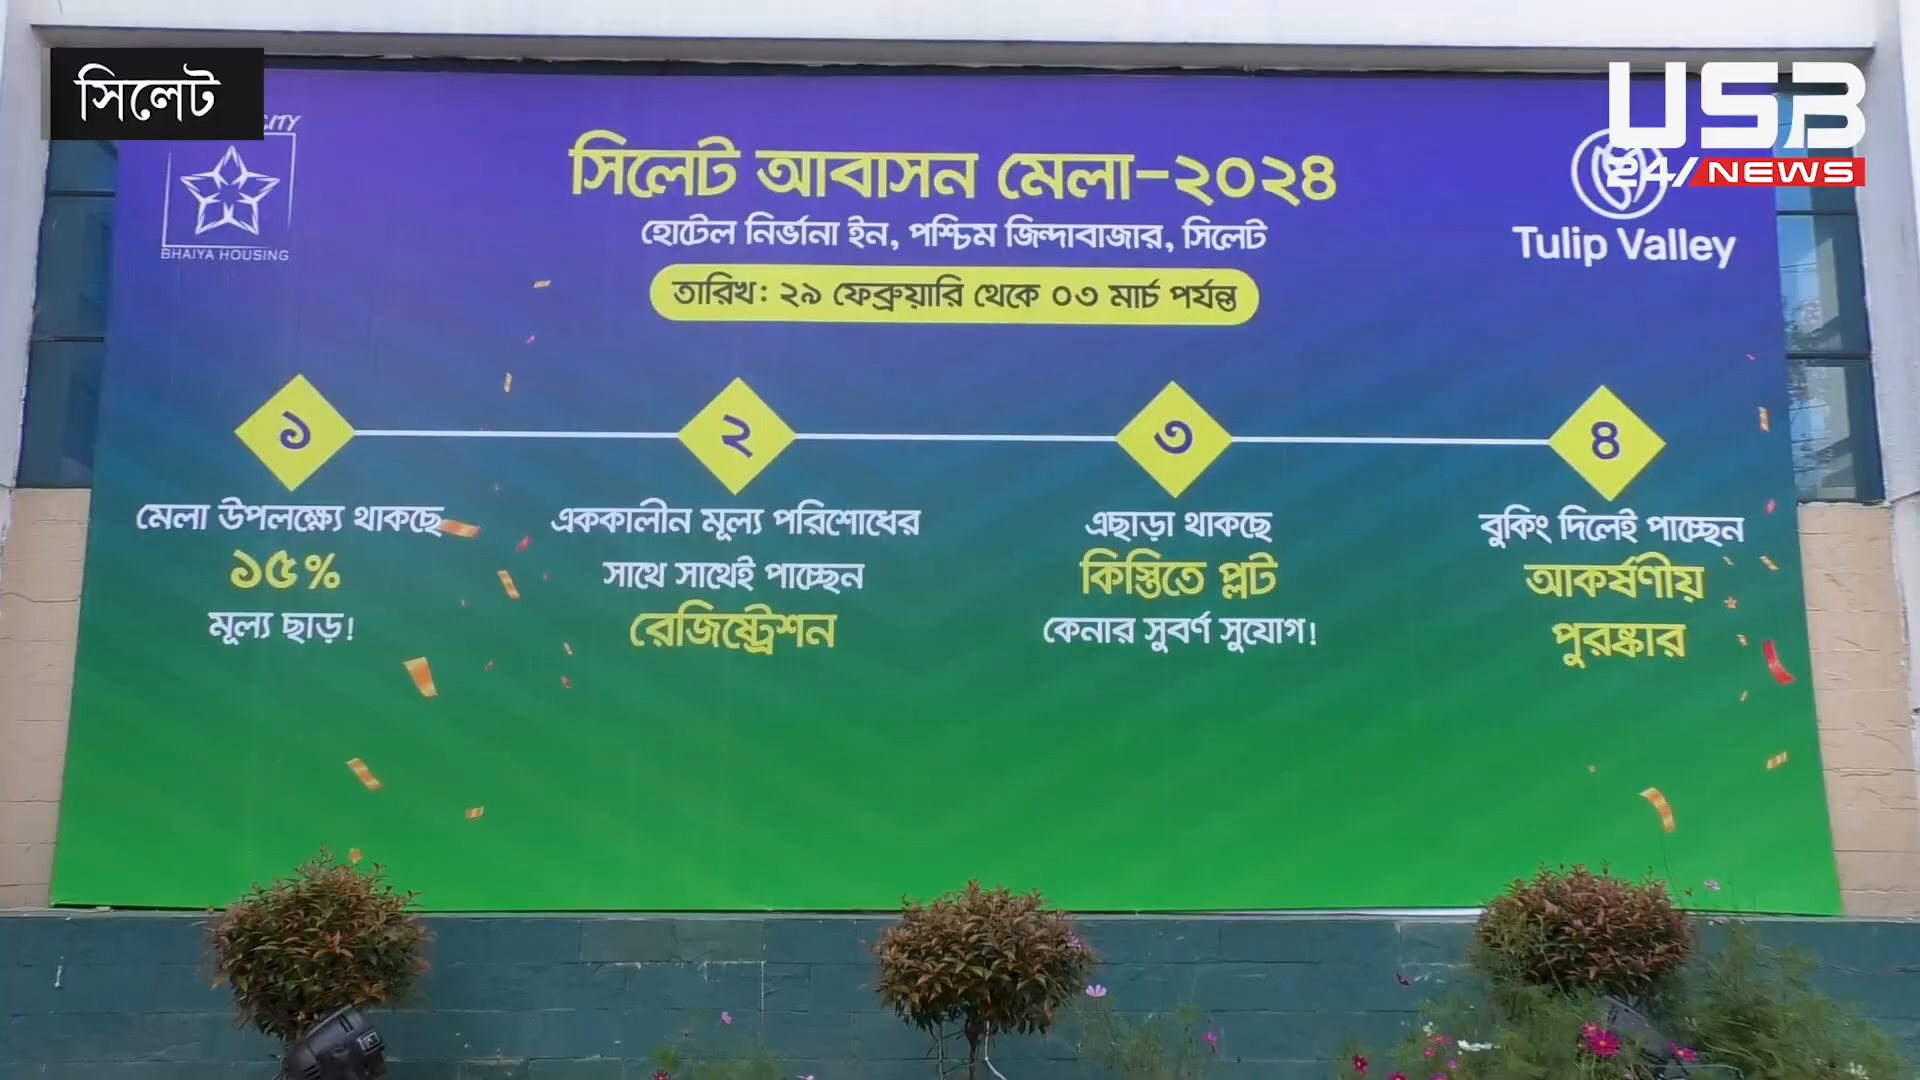 সিলেট
CITY
BHAIYA HOUSING
সিলেট আবাসন মেলা-২০২৪
হোটেল নির্ভানা ইন, পশ্চিম জিন্দাবাজার, সিলেট
তারিখ: ২৯ ফেব্রুয়ারি থেকে ০৩ মার্চ পর্যন্ত
USB
24/NEWS
Tulip Valley
১
মেলা উপলক্ষ্যে থাকছে
১৫%
মূল্য ছাড়!
২
এককালীন মূল্য পরিশোধের
সাথে সাথেই পাচ্ছেন
রেজিষ্ট্রেশন
৩
এছাড়া থাকছে
কিস্তিতে প্লট
কেনার সুবর্ণ সুযোগ!
৪
বুকিং দিলেই পাচ্ছেন
আকর্ষণীয়
পুরষ্কার